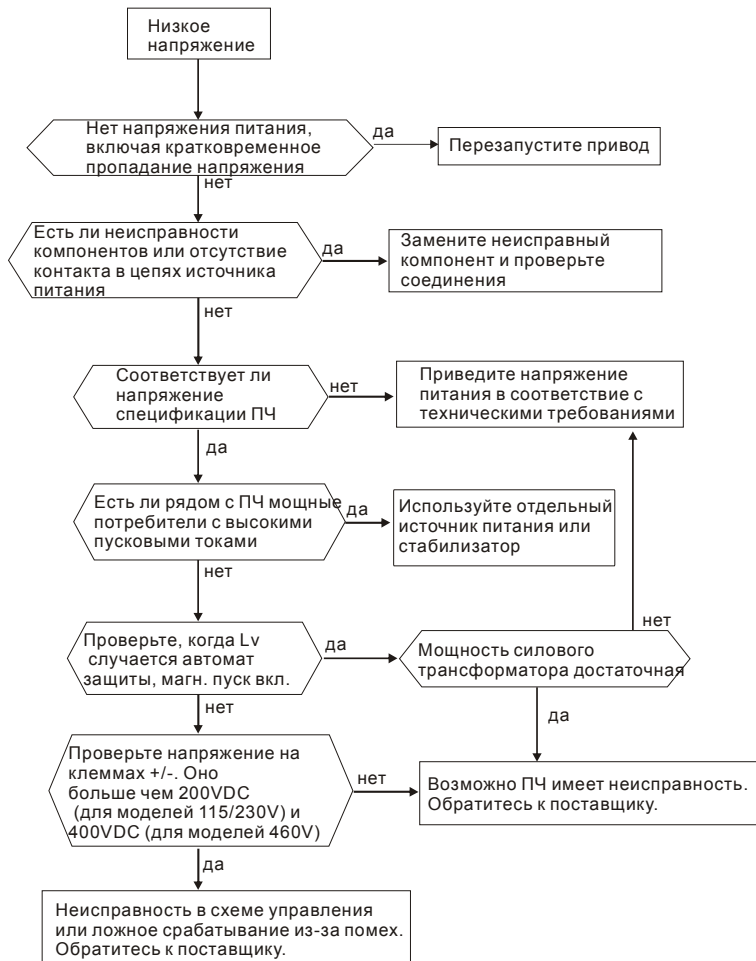 Низкое
напряжение
Нет напряжения питания,
включая кратковременное
пропадание напряжения
да
Перезапустите привод
нет
Есть ли неисправности
компонентов или отсутствие
контакта в цепях источника
питания
да
Замените неисправный
компонент и проверьте
соединения
нет
Соответствует ли
напряжение
спецификации ПЧ
нет
Приведите напряжение
питания в соответствие с
техническими требованиями
да
Есть ли рядом с ПЧ мощные
потребители с высокими
пусковыми токами
да
Используйте отдельный
источник питания или
стабилизатор
нет
нет
Проверьте, когда Lv
случается автомат
защиты, магн. пуск вкл.
да
Мощность силового
трансформатора достаточная
нет
да
Проверьте напряжение на
клеммах +/-. Оно
больше чем 200VDC
(для моделей 115/230V) и
400VDC (для моделей 460V)
нет
Возможно ПЧ имеет неисправность.
Обратитесь к поставщику.
да
Неисправность в схеме управления
или ложное срабатывание из-за помех.
Обратитесь к поставщику.